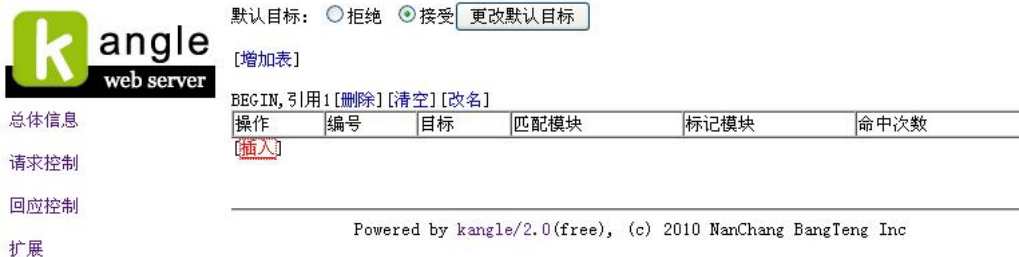 kangle
web server
总体信息
请求控制
回应控制
扩展
默认目标： 拒绝 接受 更改默认目标
[增加表]
BEGIN,引用1[删除][清空][改名]
操作 编号 目标 匹配模块 标记模块 命中次数
[插入]
Powered by kangle/2.0(free), (c) 2010 NanChang BangTeng Inc